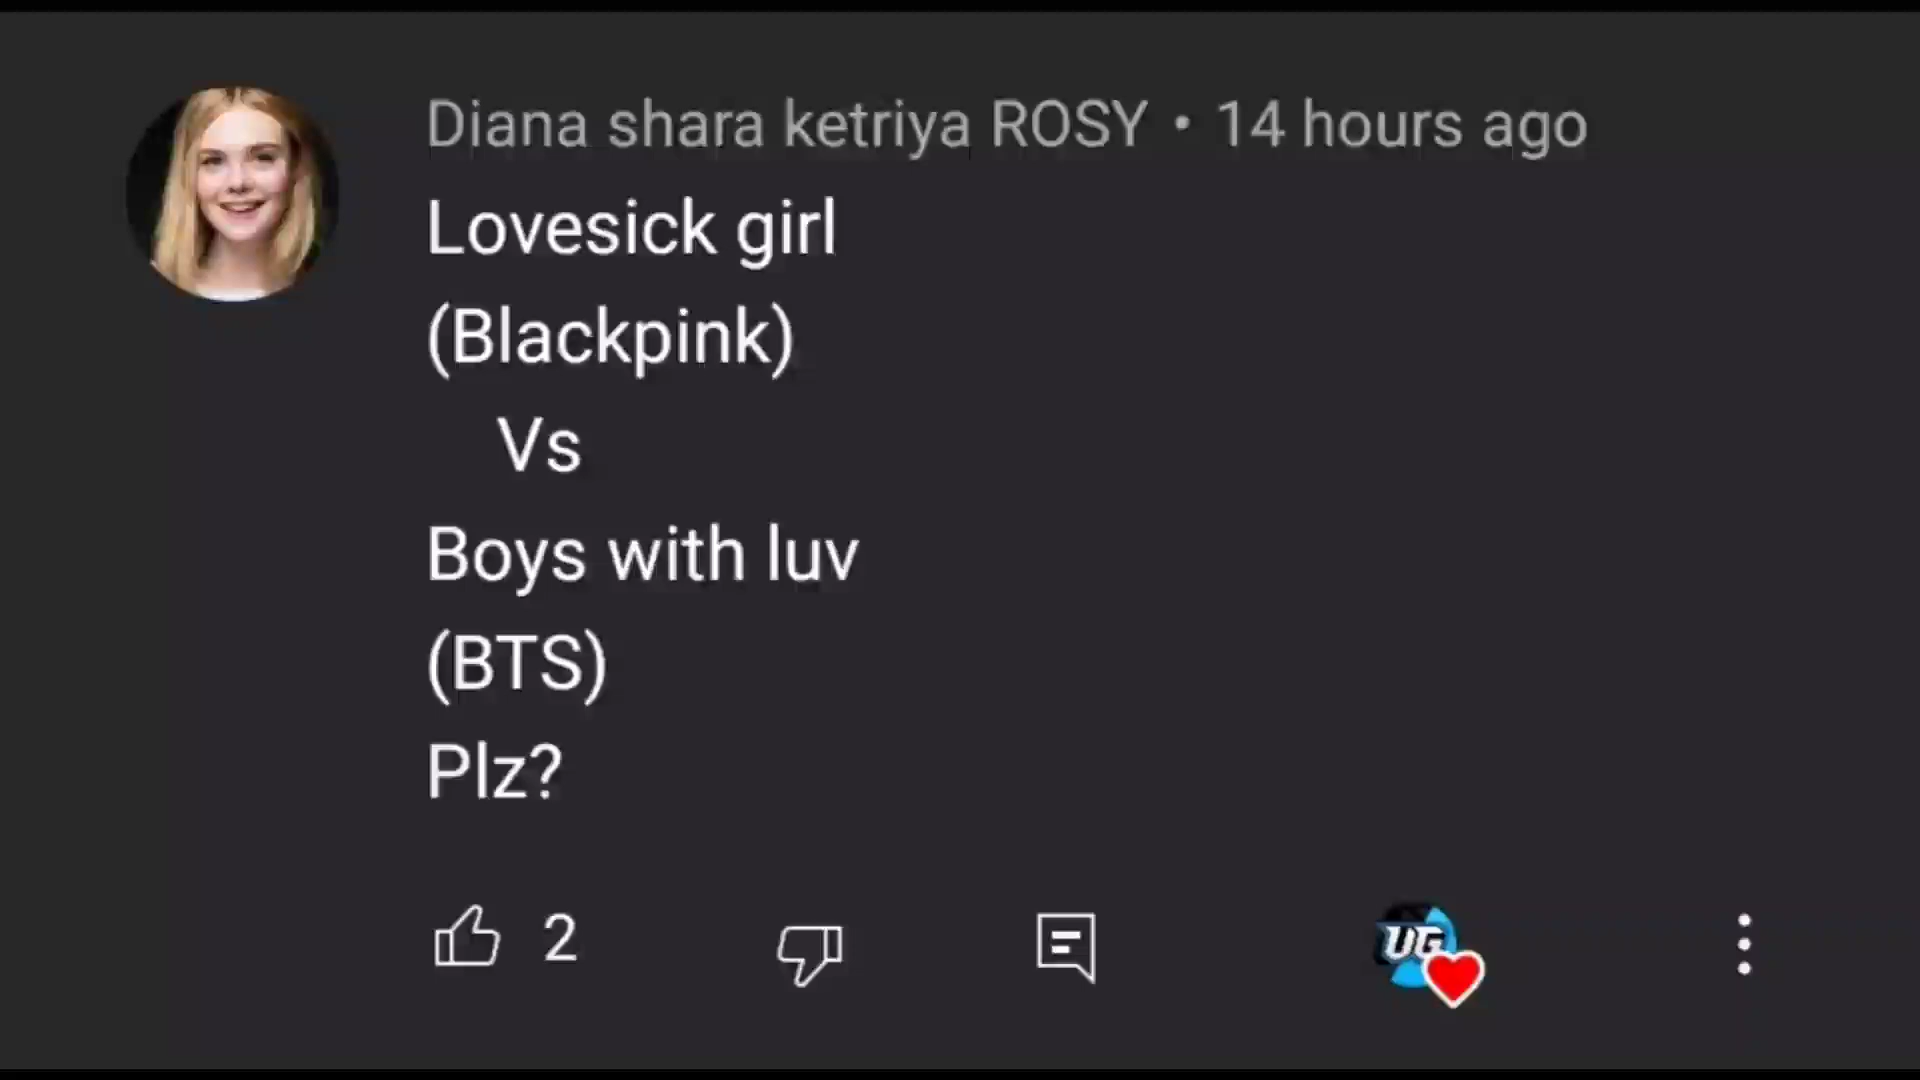 Diana shara ketriya ROSY • 14 hours ago
Lovesick girl
(Blackpink)
Vs
Boys with luv
(BTS)
Plz?
2
UG